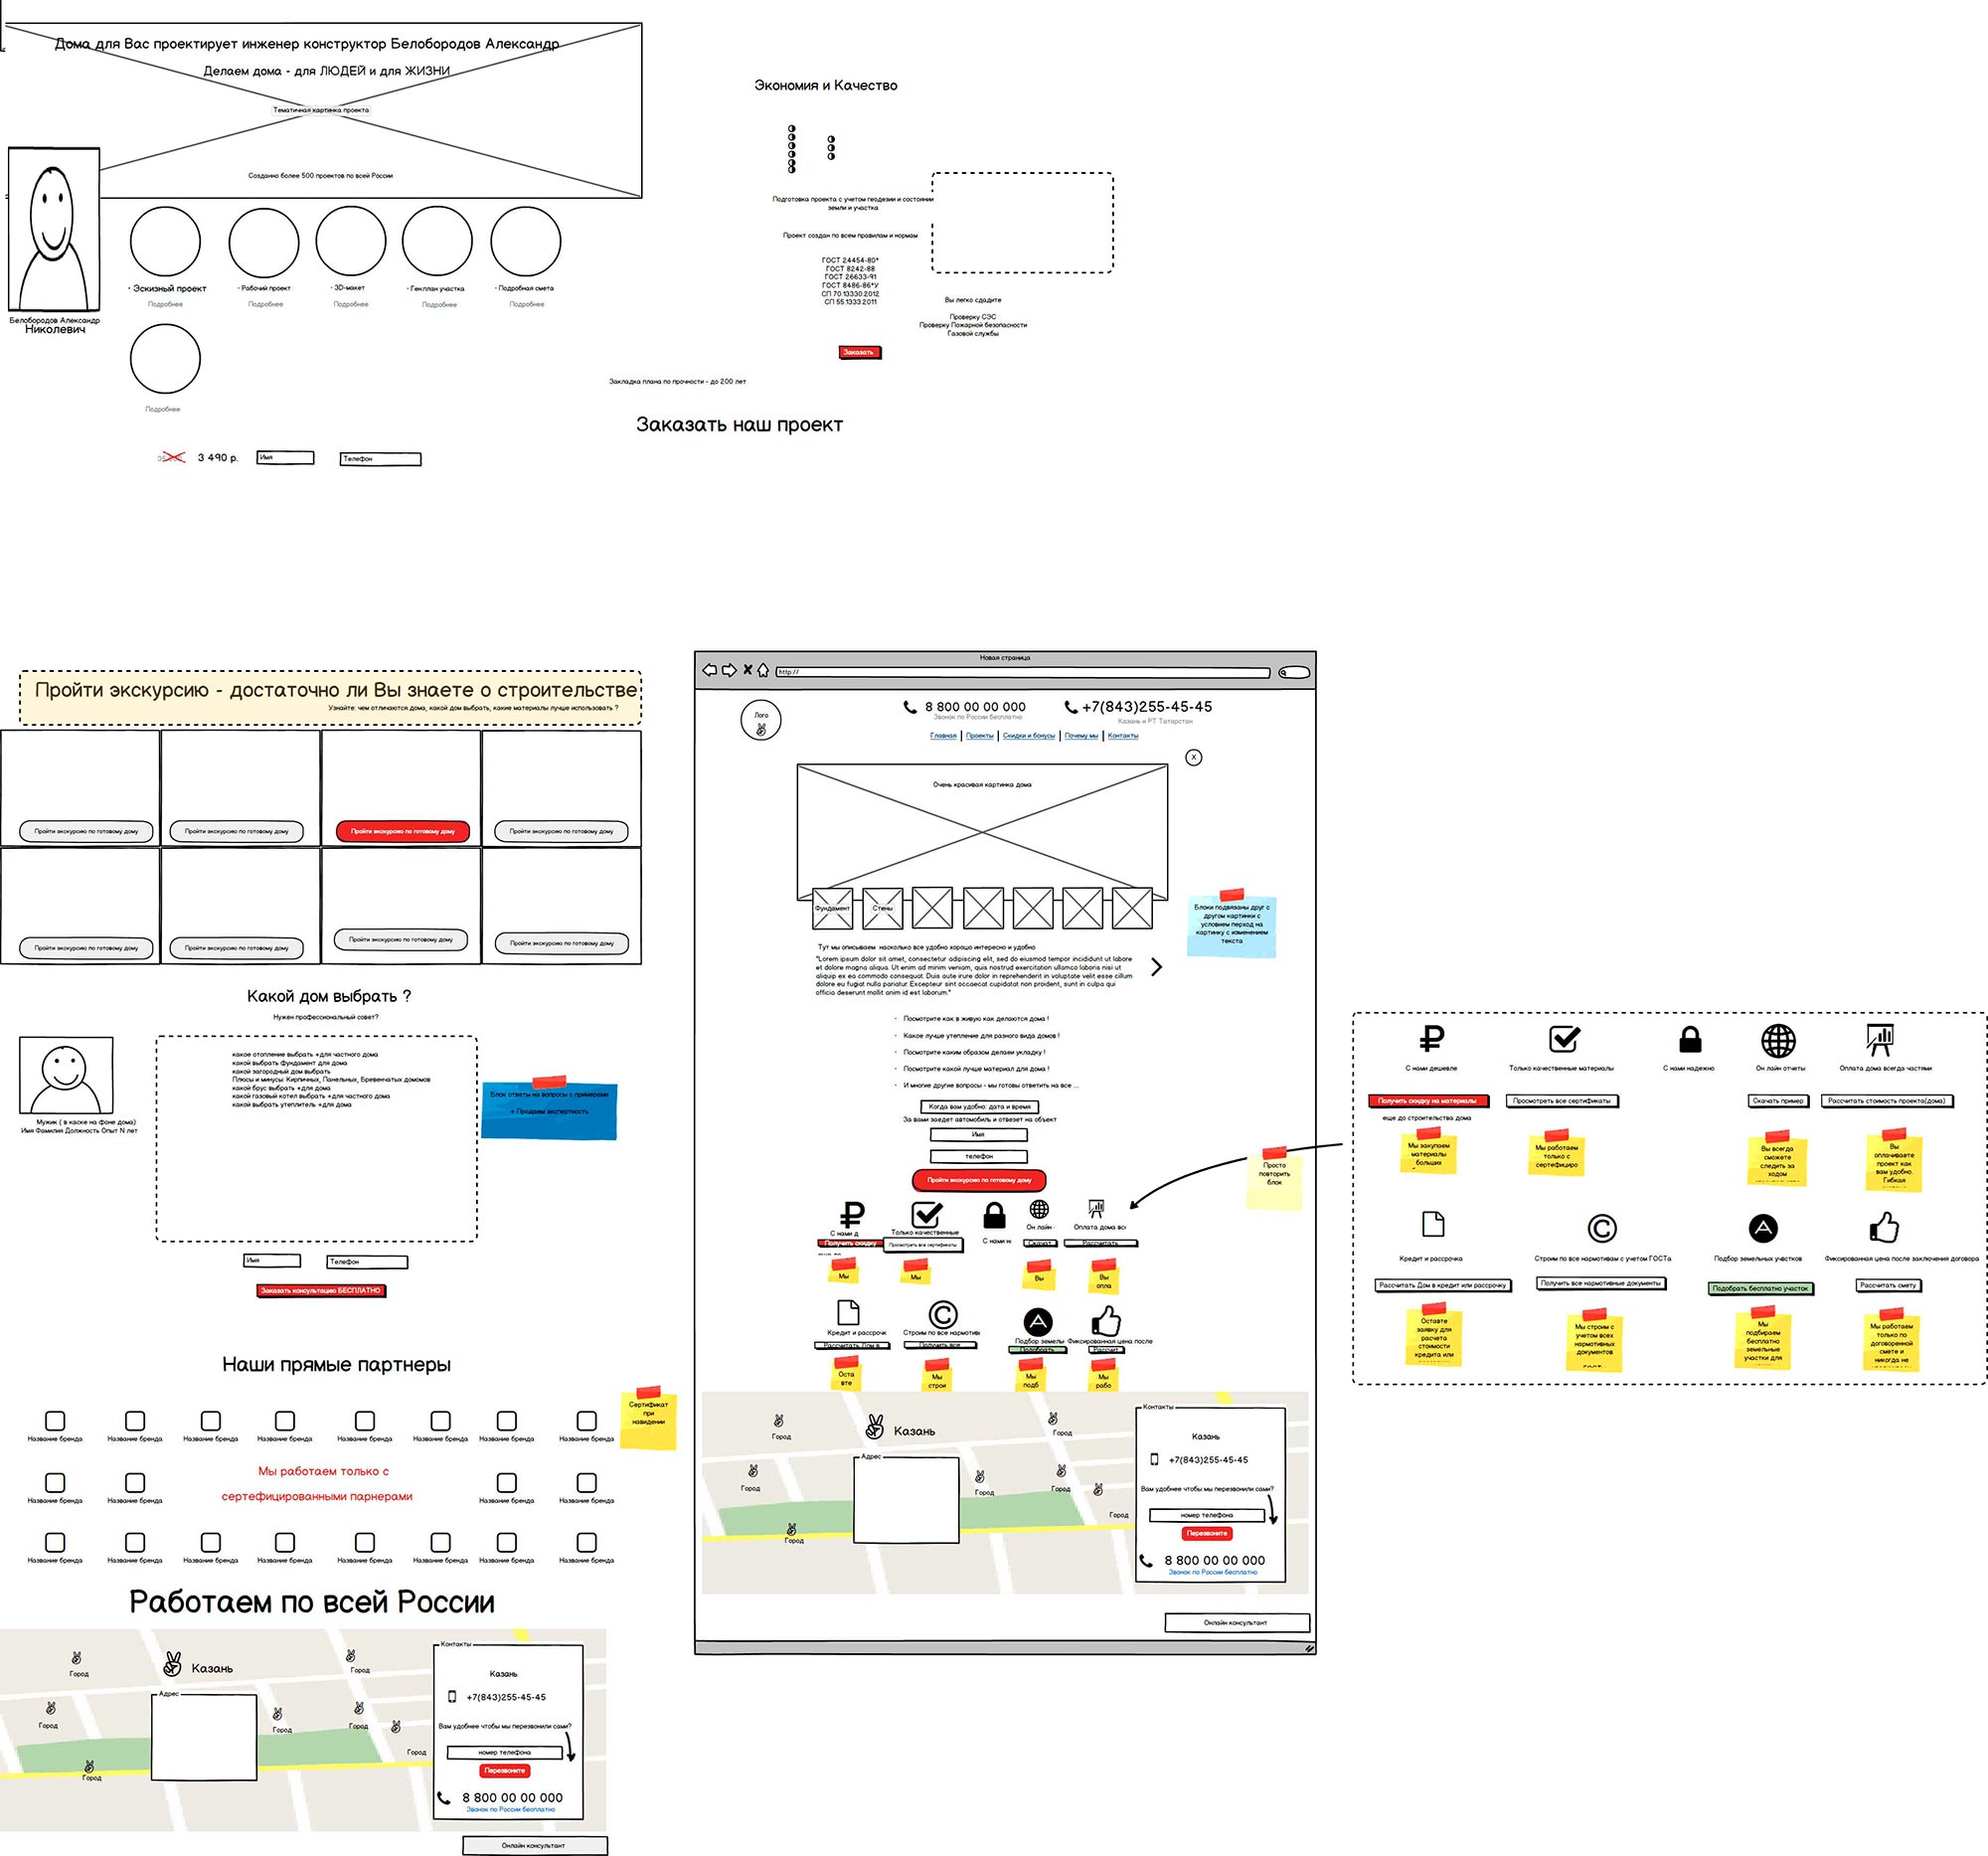 Дома для Вас проектирует инженер конструктор Белобородов Александр
Делаем дома - для ЛЮДЕЙ и для ЖИЗНИ
Тематичная картинка проекта
Созданно более 500 проектов по всей России
Белобородов Александр
Николевич
- Эскизный проект
- Рабочий проект
- 3D-макет
- Генплан участка
- Подробная смета
Подробнее
Подробнее
Подробнее
Подробнее
Подробнее
Подробнее
3 490 р.
Имя
Телефон
Экономия и Качество
Подготовка проекта с учетом геодезии и состоянии
земли и участка
Проект создан по всем правилам и нормам
ГОСТ 24454-80*
ГОСТ 8242-88
ГОСТ 26633-91
ГОСТ 8486-86*У
СП 70.13330.2012
СП 55.1333.2011
Вы легко сдадите
Проверку СЭС
Проверку Пожарной безопасности
Газовой службы
Заказать
Закладка плана по прочности - до 200 лет
Заказать наш проект
Пройти экскурсию - достаточно ли Вы знаете о строительстве
Узнайте: чем отличаются дома, какой дом выбрать, какие материалы лучше использовать ?
Пройти экскурсию по готовому дому
Пройти экскурсию по готовому дому
Пройти экскурсию по готовому дому
Пройти экскурсию по готовому дому
Пройти экскурсию по готовому дому
Пройти экскурсию по готовому дому
Пройти экскурсию по готовому дому
Пройти экскурсию по готовому дому
Какой дом выбрать ?
Нужен профессиональный совет?
Мужик ( в каске на фоне дома)
Имя Фамилия Должность Опыт N лет
какое отопление выбрать +для частного дома
какой выбрать фундамент для дома
какой загородный дом выбрать
Плюсы и минусы: Кирпичных, Панельных, Бревенчатых домомов
какой брус выбрать +для дома
какой газовый котел выбрать +для частного дома
какой выбрать утеплитель +для дома
Блок ответы на вопросы с примерами
+ Продаем экспертность
Имя
Телефон
Заказать консультацию БЕСПЛАТНО
Наши прямые партнеры
Сертификат
при
навидении
Название бренда
Название бренда
Название бренда
Название бренда
Название бренда
Название бренда
Название бренда
Название бренда
Мы работаем только с
сертефицированными парнерами
Название бренда
Название бренда
Название бренда
Название бренда
Название бренда
Название бренда
Название бренда
Название бренда
Название бренда
Название бренда
Название бренда
Название бренда
Работаем по всей России
Город
Казань
Город
Адрес
Город
Город
Город
Город
Город
Контакты
Казань
+7(843)255-45-45
Вам удобнее чтобы мы перезвонили сами?
номер телефона
Перезвоните
8 800 00 00 000
Звонок по России бесплатно
Онлайн консультант
Новая страница
http://
Лого
8 800 00 00 000
Звонок по России бесплатно
+7(843)255-45-45
Казань и РТ Татарстан
Главная | Проекты | Скидки и бонусы | Почему мы | Контакты
X
Очень красивая картинка дома
Фундамент
Стены
Блоки подвязаны друг с
другом картинки с
условием перход на
картинку с изменением
текста
Тут мы описываем насколько все удобно хорошо интересно и удобно
"Lorem ipsum dolor sit amet, consectetur adipiscing elit, sed do eiusmod tempor incididunt ut labore
et dolore magna aliqua. Ut enim ad minim veniam, quis nostrud exercitation ullamco laboris nisi ut
aliquip ex ea commodo consequat. Duis aute irure dolor in reprehenderit in voluptate velit esse cillum
dolore eu fugiat nulla pariatur. Excepteur sint occaecat cupidatat non proident, sunt in culpa qui
officia deserunt mollit anim id est laborum."
- Посмотрите как в живую как делаются дома !
- Какое лучше утепление для разного вида домов !
- Посмотрите каким образом делаем укладку !
- Посмотрите какой лучше материал для дома !
- И многие другие вопросы - мы готовы ответить на все ...
Когда вам удобно: дата и время
За вами заедет автомобиль и отвезет на объект
Имя
телефон
Пройти экскурсию по готовому дому
Просто
повторить
блок
С нами д
Только качественные
С нами н
Он лайн
Оплата дома все
Получить скидку
Просмотреть все сертификаты
Скачат
Рассчитать
Мы
Мы
Вы
Вы
опла
Кредит и рассрочк
Строим по все норматив
Подбор земель
Фиксированная цена после
Рассчитать Дом в
Получить все
Подобрать
Рассчит
Оста
вте
Мы
строи
Мы
подб
Мы
рабо
Город
Казань
Город
Адрес
Город
Город
Город
Город
Город
Контакты
Казань
+7(843)255-45-45
Вам удобнее чтобы мы перезвонили сами?
номер телефона
Перезвоните
8 800 00 00 000
Звонок по России бесплатно
Онлайн консультант
С нами дешевле
Только качественные материалы
С нами надежно
Он лайн отчеты
Оплата дома всегда частями
Получить скидку на материалы
Просмотреть все сертификаты
Скачать пример
Рассчитать стоимость проекта(дома)
еще до строительства дома
Мы закупаем
материалы
больших
Мы работаем
только с
сертефициро
Вы всегда
сможете
следить за
ходом
Вы
оплачиваете
проект как
вам удобно.
Гибкая
Кредит и рассрочка
Строим по все нормативом с учетом ГОСТа
Подбор земельных участков
Фиксированная цена после заключения договора
Рассчитать Дом в кредит или рассрочку
Получить все нормативные документы
Подобрать бесплатно участок
Рассчитать смету
Оставте
заявку для
расчета
стоимости
кредита или
Мы строим с
учетом всех
нормативных
документов
Мы
подбираем
бесплатно
земельные
участки для
Мы работаем
только по
договоренной
смете и
никогда не